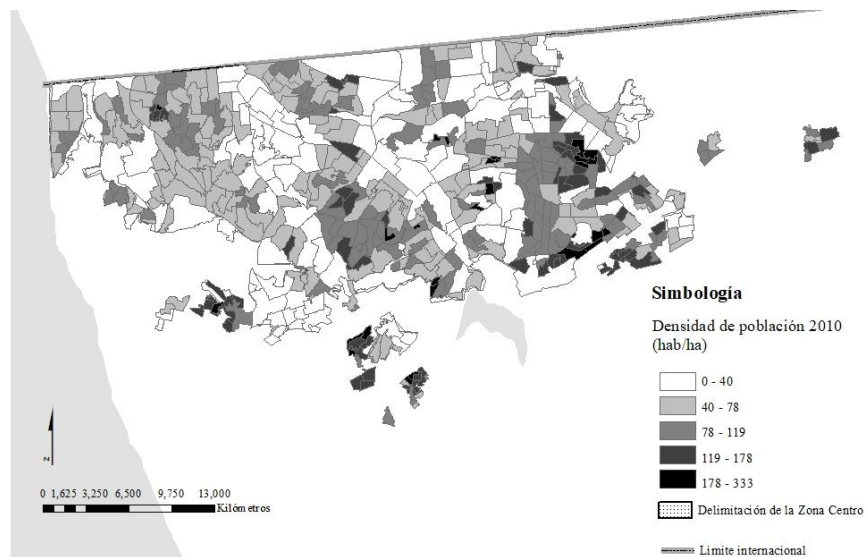 Simbología
Densidad de población 2010
(hab/ha)
0 - 40
40 - 78
78 - 119
119 - 178
178 - 333
Delimitación de la Zona Centro
Limite internacional
N
0 1,625 3,250 6,500 9,750 13,000
Kilómetros